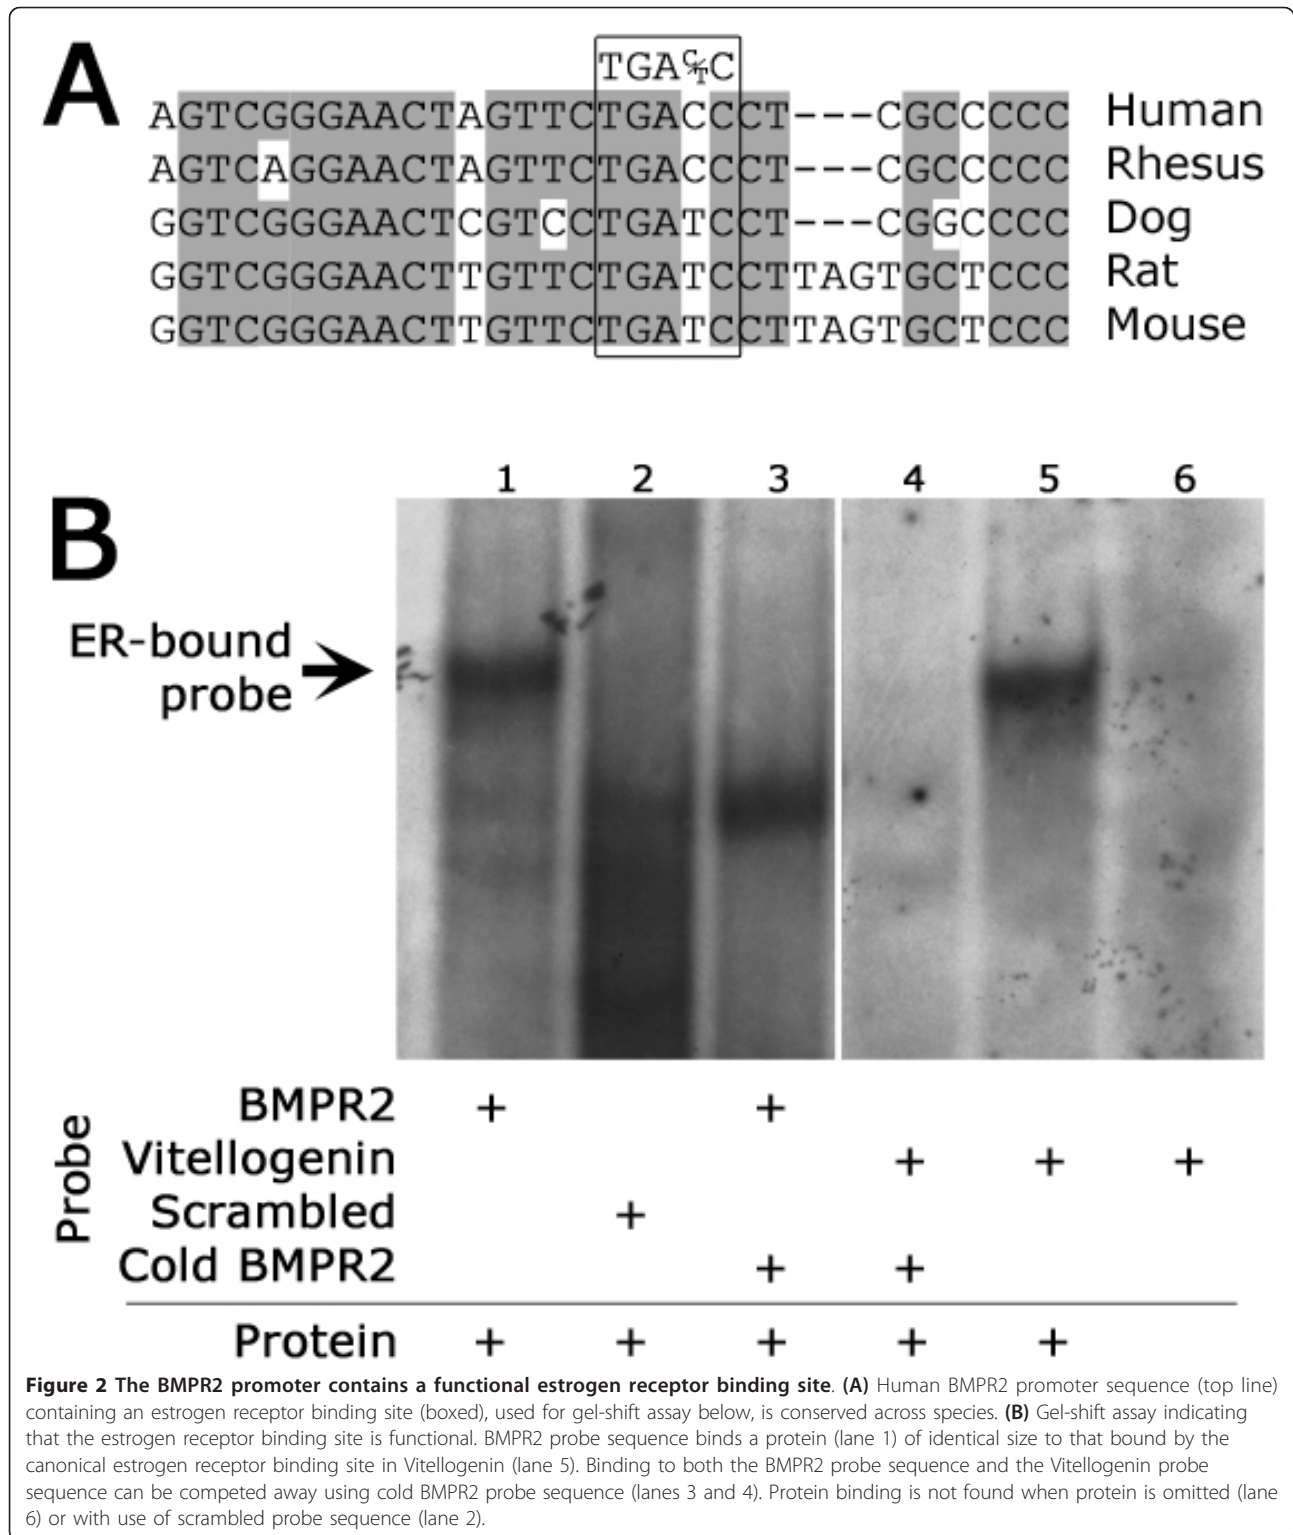 A
TGAC/TC
AGTCGGGAACTAGTTCTGACCCT---CGCCCCC Human
AGTCAGGAACTAGTTCTGACCCT---CGCCCCC Rhesus
GGTCGGGAACTCGTCCTGATCCT---CGGCCCC Dog
GGTCGGGAACTTGTTCTGATCCTTAGTGCTCCC Rat
GGTCGGGAACTTGTTCTGATCCTTAGTGCTCCC Mouse
B
1 2 3 4 5 6
ER-bound
probe
Probe
BMPR2 + +
Vitellogenin + + +
Scrambled +
Cold BMPR2 + +
Protein + + + + +
Figure 2 The BMPR2 promoter contains a functional estrogen receptor binding site. (A) Human BMPR2 promoter sequence (top line)
containing an estrogen receptor binding site (boxed), used for gel-shift assay below, is conserved across species. (B) Gel-shift assay indicating
that the estrogen receptor binding site is functional. BMPR2 probe sequence binds a protein (lane 1) of identical size to that bound by the
canonical estrogen receptor binding site in Vitellogenin (lane 5). Binding to both the BMPR2 probe sequence and the Vitellogenin probe
sequence can be competed away using cold BMPR2 probe sequence (lanes 3 and 4). Protein binding is not found when protein is omitted (lane
6) or with use of scrambled probe sequence (lane 2).